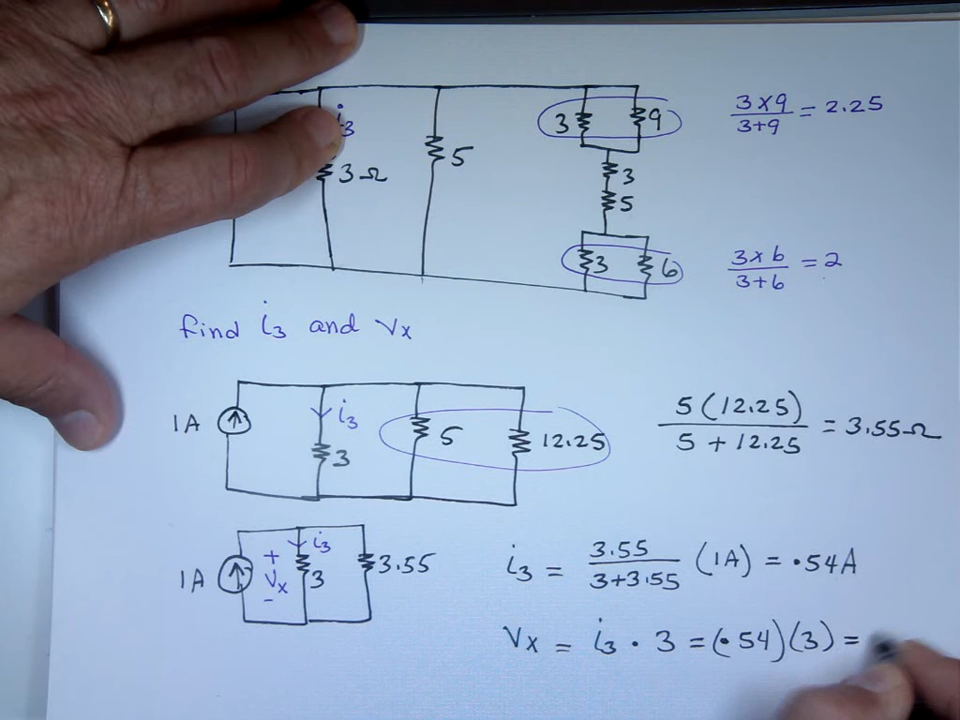 i3
3Ω
5
3 9
3
5
3 6
3×9 / 3+9 = 2.25
3×6 / 3+6 = 2
find i3 and Vx
1A i3 3 5 12.25
5(12.25) / 5 + 12.25 = 3.55Ω
1A + Vx - i3 3 3.55
i3 = 3.55 / 3+3.55 (1A) = .54A
Vx = i3 · 3 = (.54)(3) =